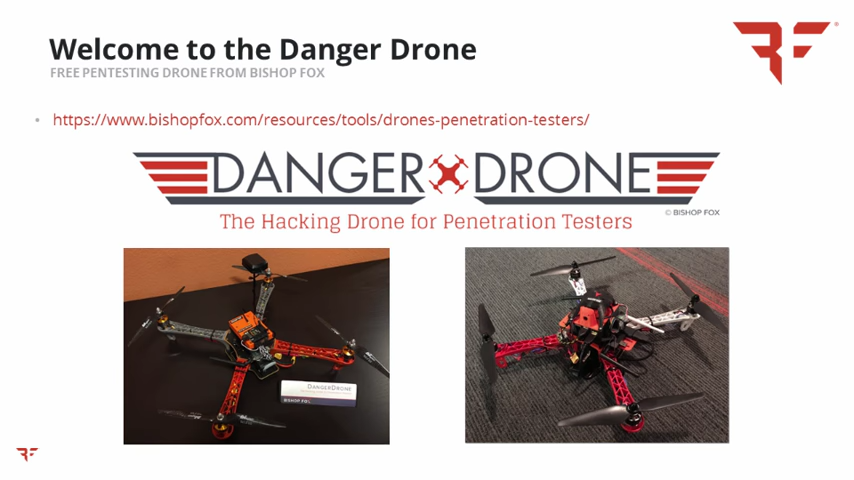 Welcome to the Danger Drone
FREE PENTESTING DRONE FROM BISHOP FOX
• https://www.bishopfox.com/resources/tools/drones-penetration-testers/
DANGER DRONE
© BISHOP FOX
The Hacking Drone for Penetration Testers
DANGERDRONE
BISHOP FOX